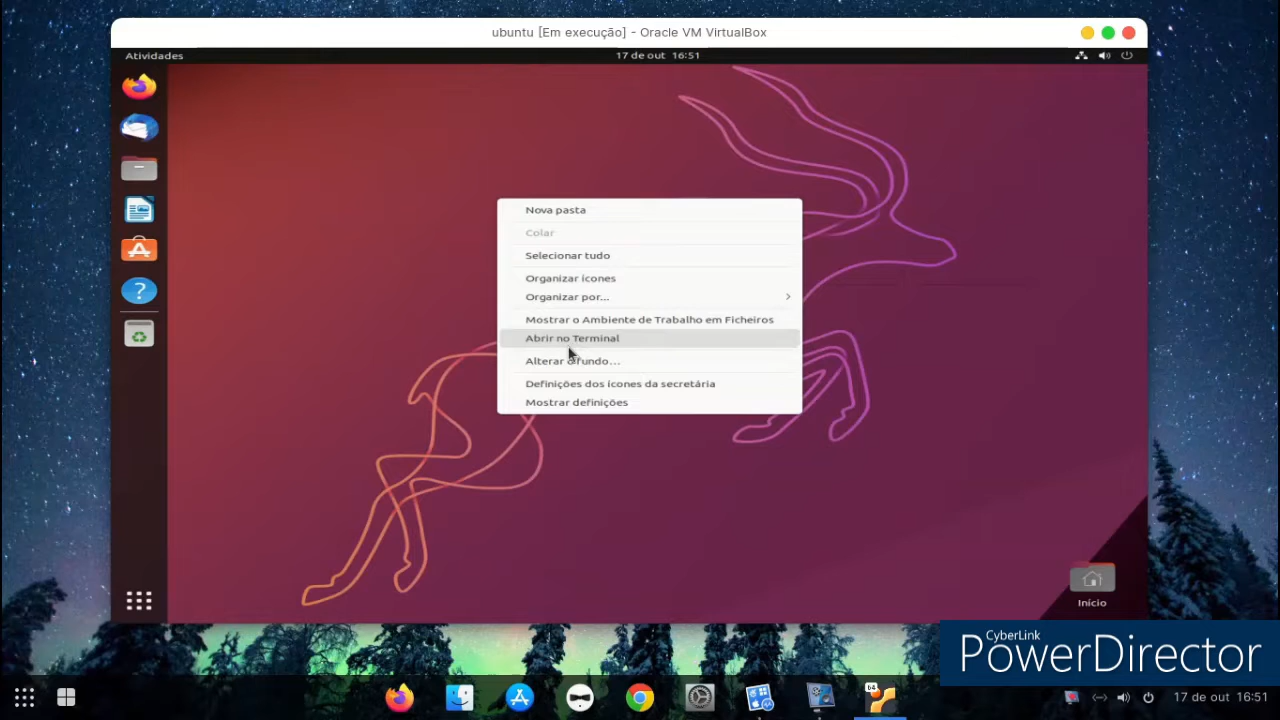 ubuntu [Em execução] - Oracle VM VirtualBox
Atividades
17 de out 16:51
Nova pasta
Colar
Selecionar tudo
Organizar ícones
Organizar por...
Mostrar o Ambiente de Trabalho em Ficheiros
Abrir no Terminal
Alterar o fundo...
Definições dos ícones da secretária
Mostrar definições
Início
CyberLink
PowerDirector
64
17 de out 16:51